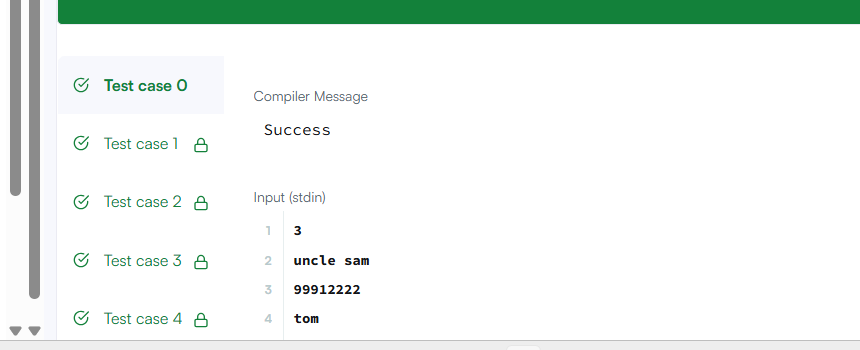 Test case 0
Test case 1
Test case 2
Test case 3
Test case 4
Compiler Message
Success
Input (stdin)
1 3
2 uncle sam
3 99912222
4 tom